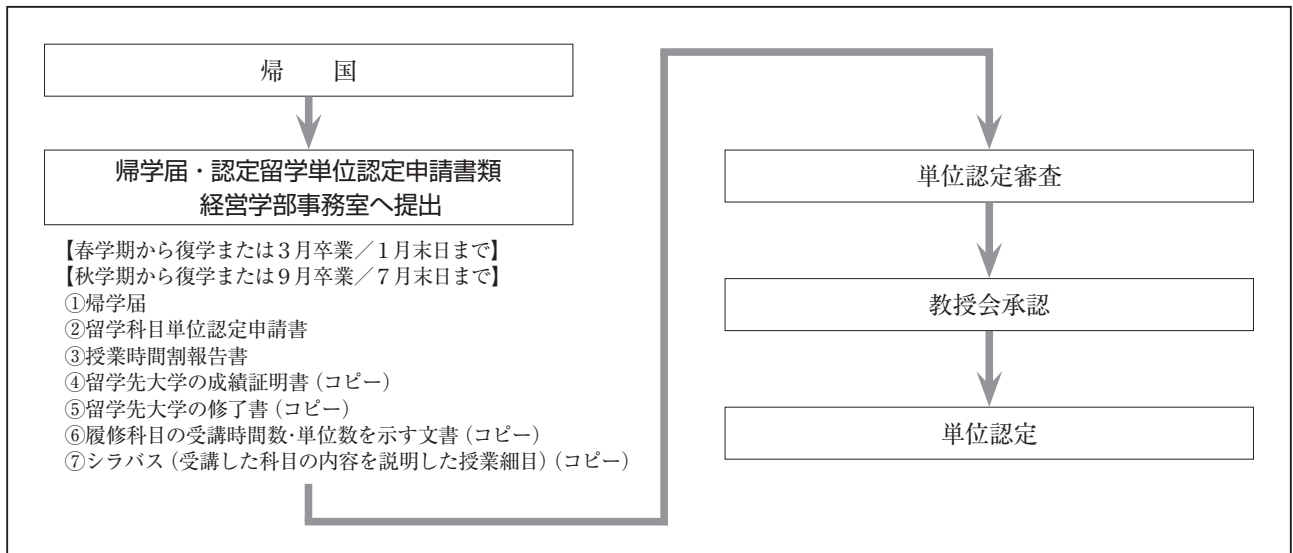 帰　国
帰学届・認定留学単位認定申請書類
経営学部事務室へ提出
【春学期から復学または３月卒業／１月末日まで】
【秋学期から復学または９月卒業／７月末日まで】
①帰学届
②留学科目単位認定申請書
③授業時間割報告書
④留学先大学の成績証明書（コピー）
⑤留学先大学の修了書（コピー）
⑥履修科目の受講時間数・単位数を示す文書（コピー）
⑦シラバス（受講した科目の内容を説明した授業細目）（コピー）
単位認定審査
教授会承認
単位認定